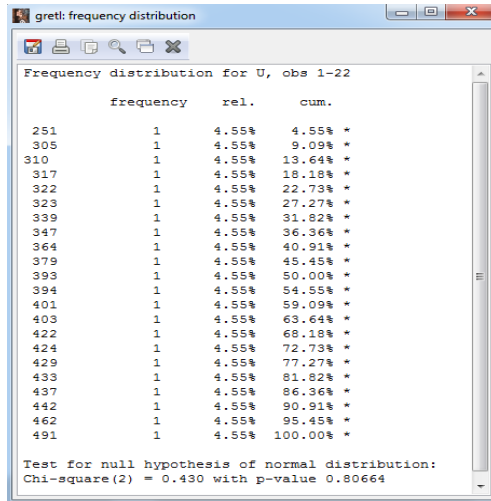 gretl: frequency distribution
Frequency distribution for U, obs 1-22
frequency rel. cum.
251 1 4.55% 4.55% *
305 1 4.55% 9.09% *
310 1 4.55% 13.64% *
317 1 4.55% 18.18% *
322 1 4.55% 22.73% *
323 1 4.55% 27.27% *
339 1 4.55% 31.82% *
347 1 4.55% 36.36% *
364 1 4.55% 40.91% *
379 1 4.55% 45.45% *
393 1 4.55% 50.00% *
394 1 4.55% 54.55% *
401 1 4.55% 59.09% *
403 1 4.55% 63.64% *
422 1 4.55% 68.18% *
424 1 4.55% 72.73% *
429 1 4.55% 77.27% *
433 1 4.55% 81.82% *
437 1 4.55% 86.36% *
442 1 4.55% 90.91% *
462 1 4.55% 95.45% *
491 1 4.55% 100.00% *
Test for null hypothesis of normal distribution:
Chi-square(2) = 0.430 with p-value 0.80664